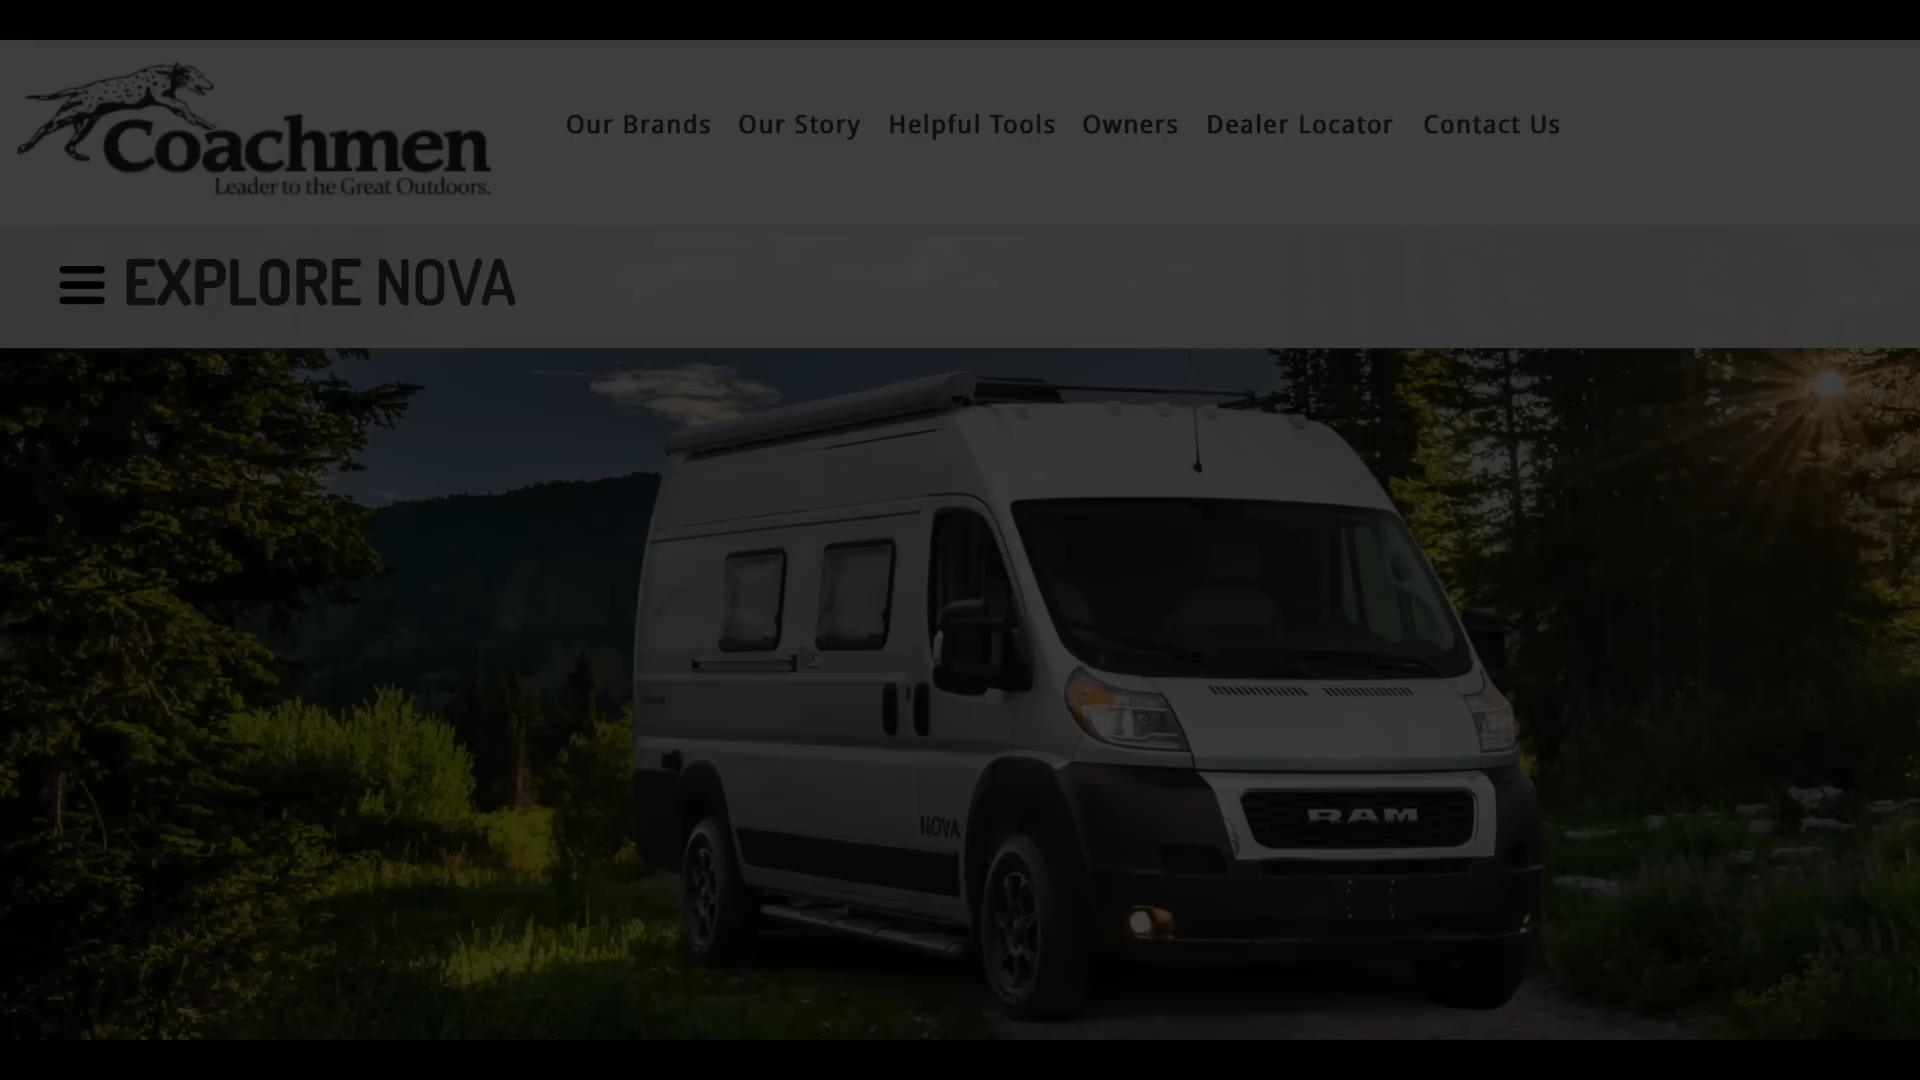 Coachmen
Leader to the Great Outdoors.
Our Brands Our Story Helpful Tools Owners Dealer Locator Contact Us
EXPLORE NOVA
NOVA
RAM